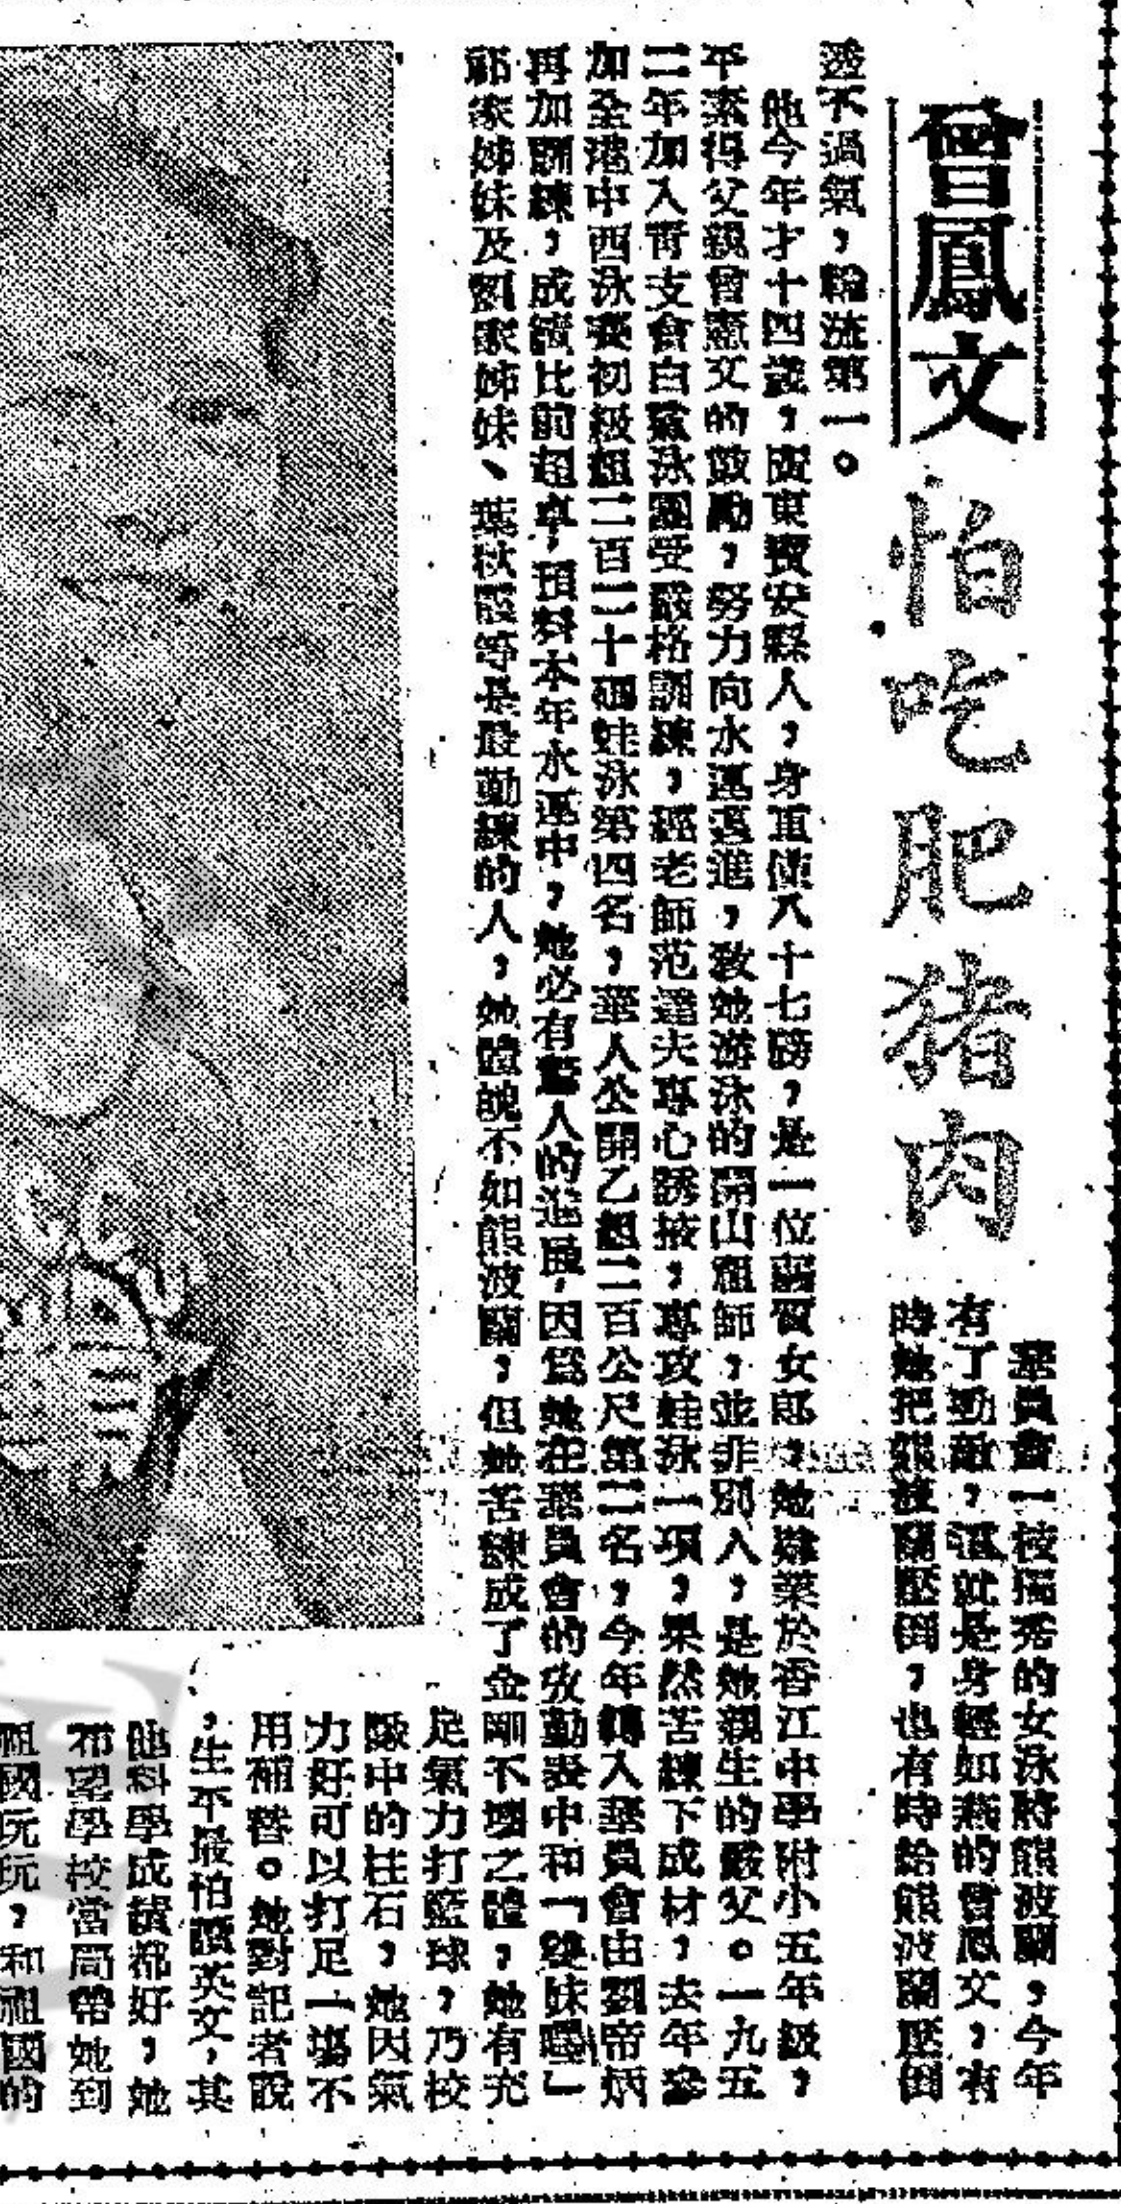 曾鳳文
怕吃肥猪肉
華員會一枝獨秀的女泳將熊波蘭，今年
有了勁敵，這就是身輕如燕的曾鳳文，有
時她把熊波蘭壓倒，也有時給熊波蘭壓倒
透不過氣，輪流第一。
他今年才十四歲，廣東寶安縣人，身重僅八十七磅，是一位麗質女郎，她肄業於香江中學附小五年級，
平素得父親曾憲文的鼓勵，努力向水運邁進，教她游泳的開山祖師，並非別人，是她親生的嚴父。一九五
二年加入青支會白鯊泳團受嚴格訓練，經老師范達夫專心誘掖，專攻蛙泳一項，果然苦練下成材，去年參
加全港中西泳賽初級組二百二十碼蛙泳第四名，華人公開乙組二百公尺第二名，今年轉入華員會由劉帝炳
再加訓練，成績比前超卓，預料本年水運中，她必有驚人的進展，因爲她在華員會的攷勤表中和「雙妹嘜」
祁家姊妹及劉家姊妹、葉秋霞等是最勤練的人，她體魄不如熊波蘭，但她苦練成了金剛不壞之體，她有充
足氣力打籃球，乃校
隊中的柱石，她因氣
力好可以打足一場不
用補替。她對記者說
，生平最怕讀英文，其
他科學成績都好，她
希望學校當局帶她到
祖國玩玩，和祖國的